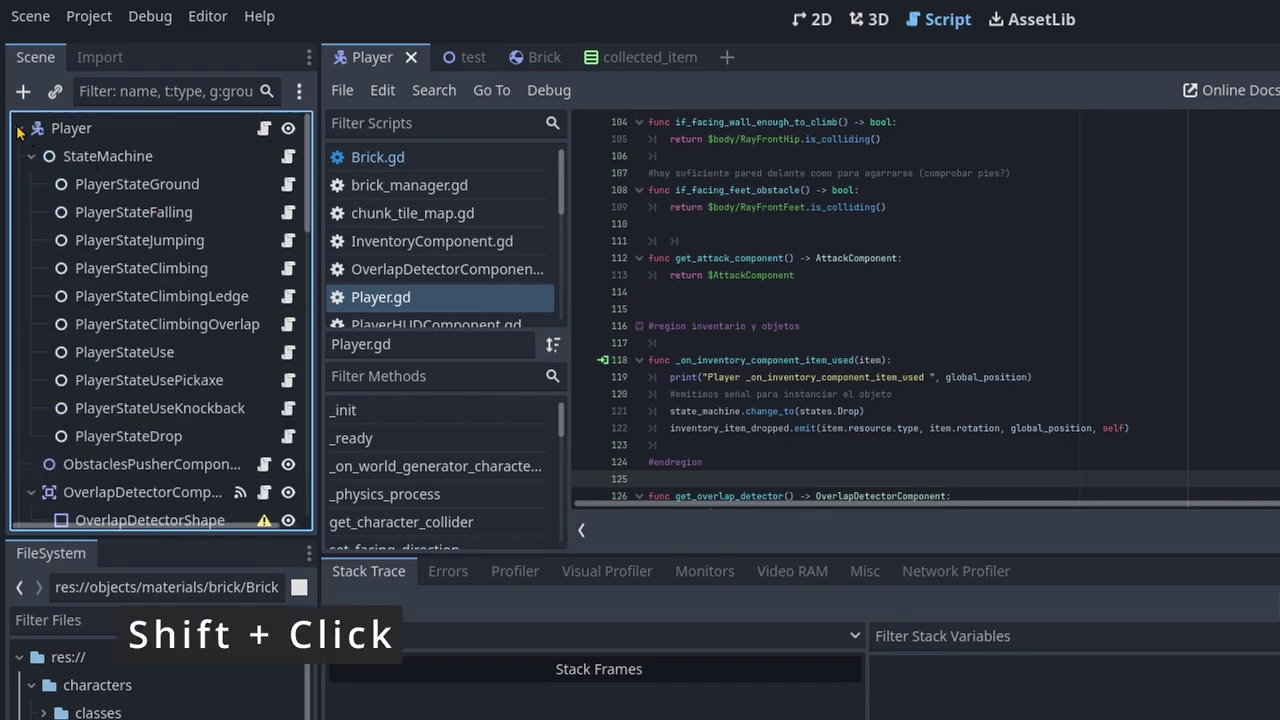 Scene Project Debug Editor Help
2D 3D Script AssetLib
Scene Import
Player test Brick collected_item
Filter: name, t:type, g:grou
File Edit Search Go To Debug
Online Docs
Player
StateMachine
PlayerStateGround
PlayerStateFalling
PlayerStateJumping
PlayerStateClimbing
PlayerStateClimbingLedge
PlayerStateClimbingOverlap
PlayerStateUse
PlayerStateUsePickaxe
PlayerStateUseKnockback
PlayerStateDrop
ObstaclesPusherCompon...
OverlapDetectorComp...
OverlapDetectorShape
Filter Scripts
Brick.gd
brick_manager.gd
chunk_tile_map.gd
InventoryComponent.gd
OverlapDetectorComponen...
Player.gd
PlayerHUDComponent.gd
Player.gd
Filter Methods
_init
_ready
_on_world_generator_characte...
_physics_process
get_character_collider
set_facing_direction
104 func if_facing_wall_enough_to_climb() -> bool:
105 return $body/RayFrontHip.is_colliding()
106
107 #hay suficiente pared delante como para agarrarse (comprobar pies?)
108 func if_facing_feet_obstacle() -> bool:
109 return $body/RayFrontFeet.is_colliding()
110
111
112 func get_attack_component() -> AttackComponent:
113 return $AttackComponent
114
115
116 #region inventario y objetos
117
118 func _on_inventory_component_item_used(item):
119 print("Player _on_inventory_component_item_used ", global_position)
120 #emitimos señal para instanciar el objeto
121 state_machine.change_to(states.Drop)
122 inventory_item_dropped.emit(item.resource.type, item.rotation, global_position, self)
123
124 #endregion
125
126 func get_overlap_detector() -> OverlapDetectorComponent:
FileSystem
res://objects/materials/brick/Brick
Filter Files
res://
characters
classes
Shift + Click
Stack Trace Errors Profiler Visual Profiler Monitors Video RAM Misc Network Profiler
Filter Stack Variables
Stack Frames